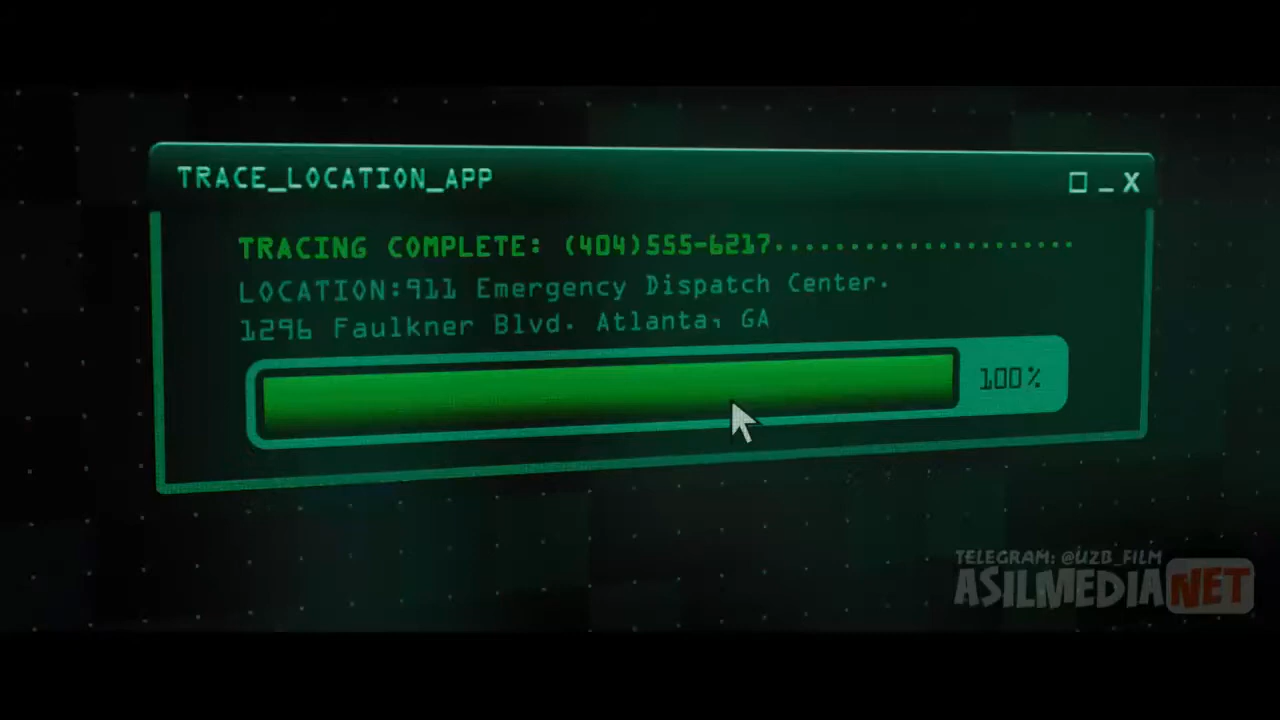 TRACE_LOCATION_APP
TRACING COMPLETE: (404)555-6217......................
LOCATION:911 Emergency Dispatch Center.
1296 Faulkner Blvd. Atlanta, GA
100%
TELEGRAM: @UZB_FILM
ASILMEDIA NET